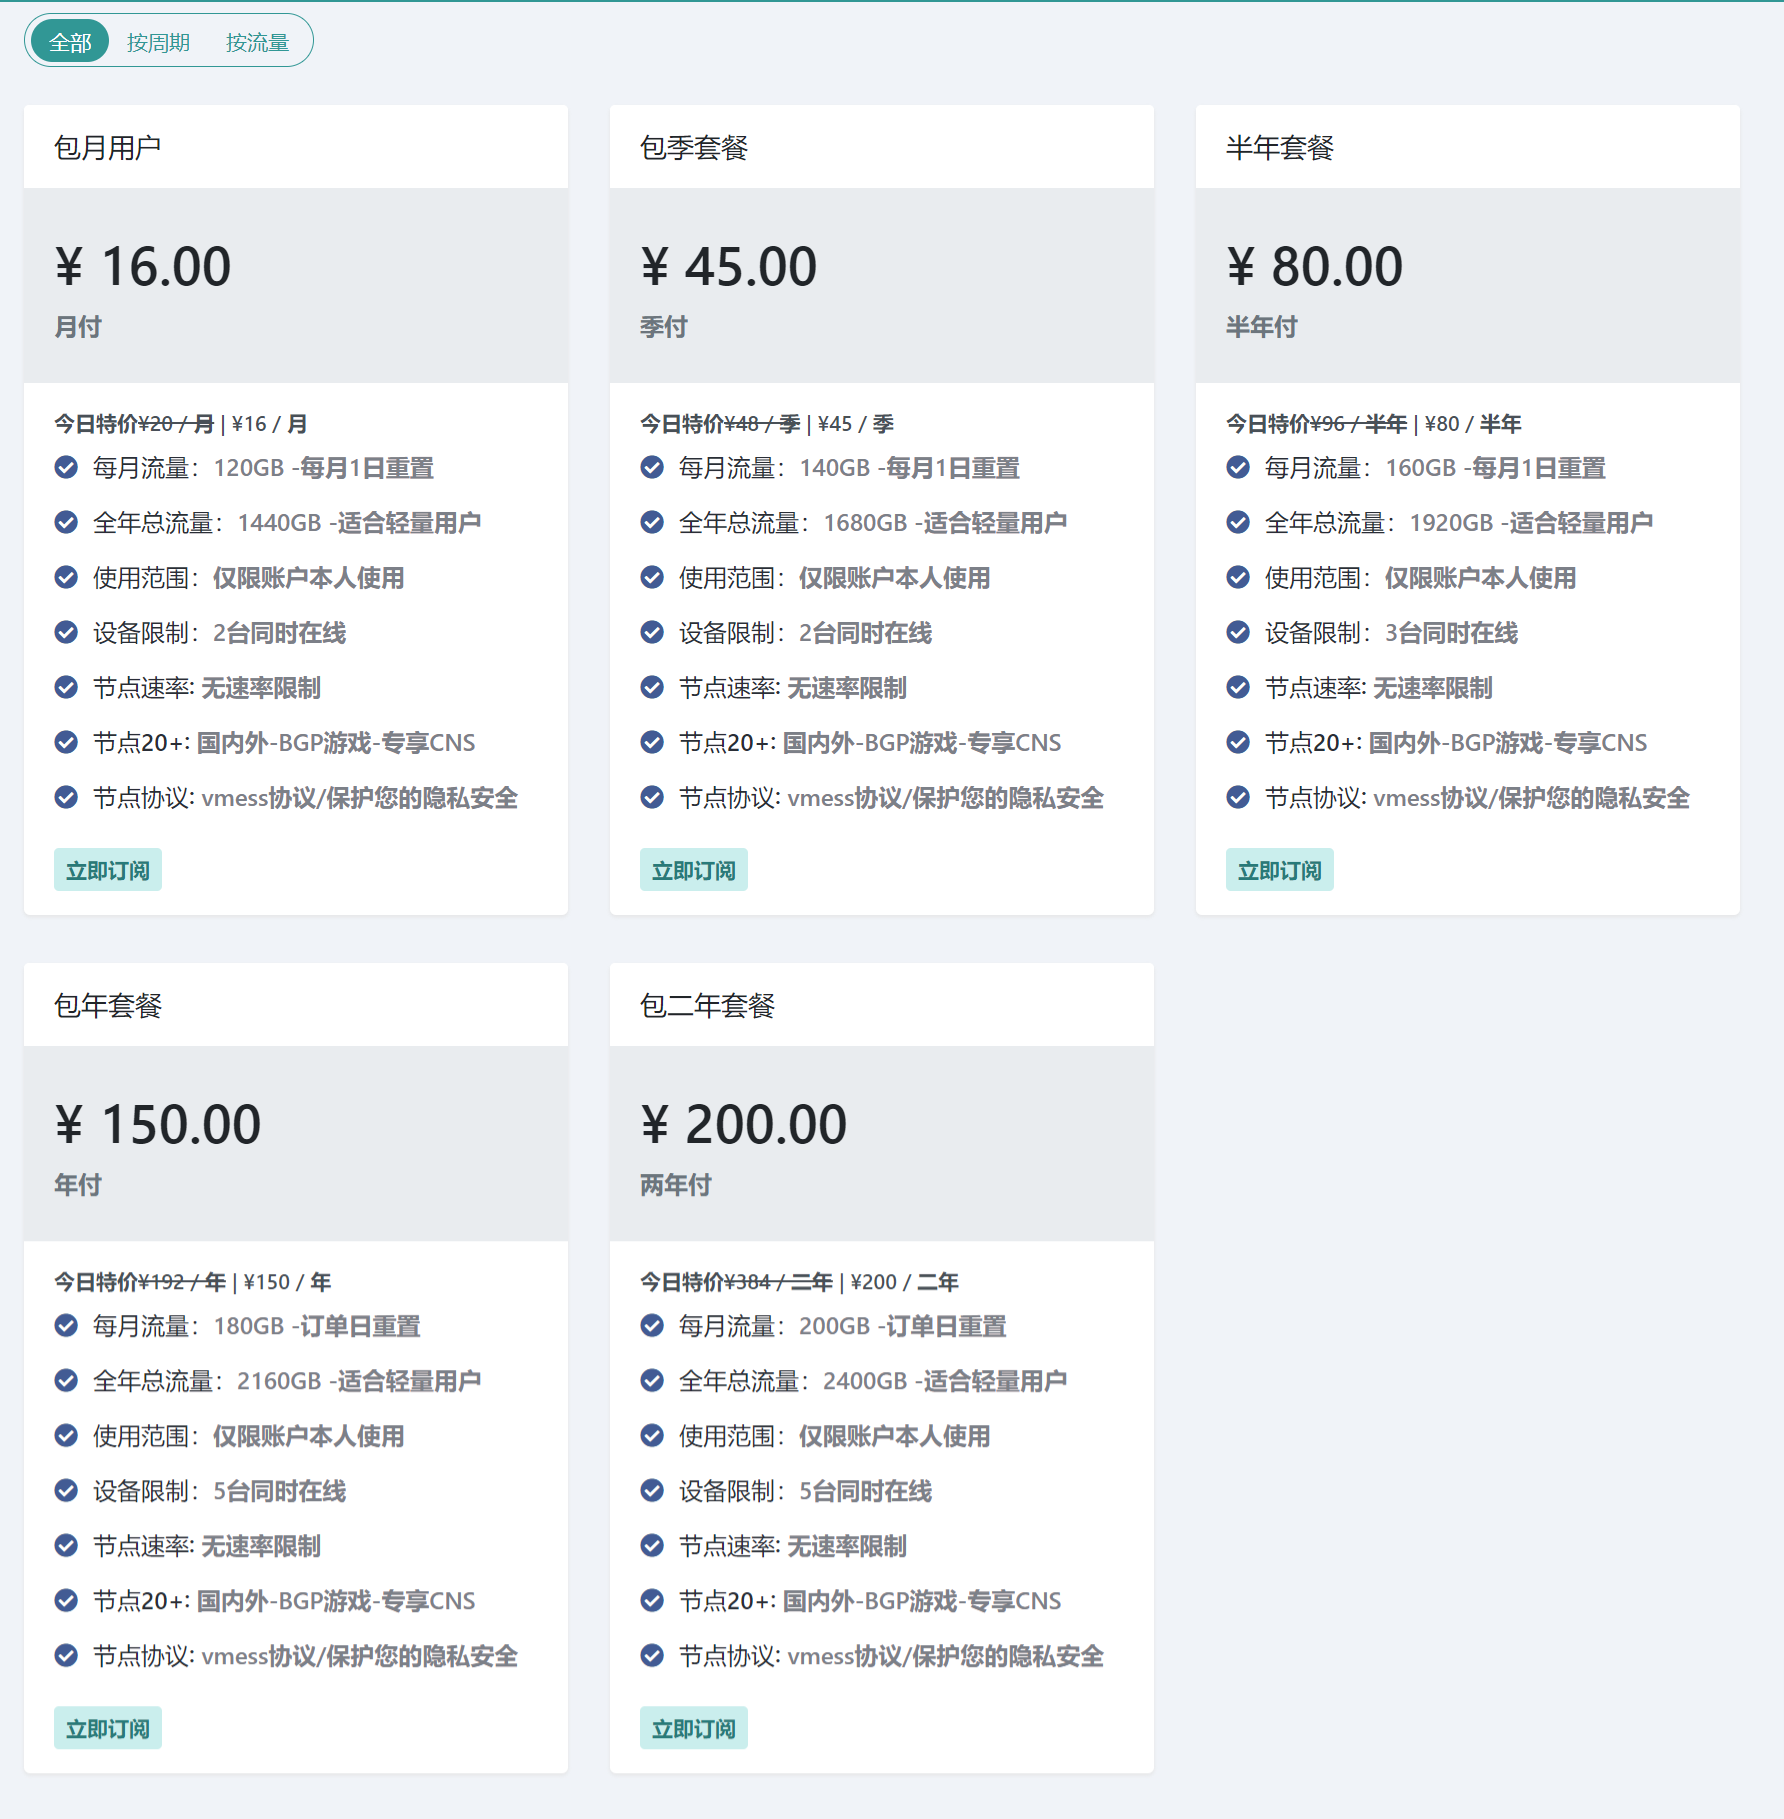 全部 按周期 按流量
包月用户
¥ 16.00
月付
今日特价¥20 / 月 | ¥16 / 月
每月流量：120GB -每月1日重置
全年总流量：1440GB -适合轻量用户
使用范围：仅限账户本人使用
设备限制：2台同时在线
节点速率: 无速率限制
节点20+: 国内外-BGP游戏-专享CNS
节点协议: vmess协议/保护您的隐私安全
立即订阅
包季套餐
¥ 45.00
季付
今日特价¥48 / 季 | ¥45 / 季
每月流量：140GB -每月1日重置
全年总流量：1680GB -适合轻量用户
使用范围：仅限账户本人使用
设备限制：2台同时在线
节点速率: 无速率限制
节点20+: 国内外-BGP游戏-专享CNS
节点协议: vmess协议/保护您的隐私安全
立即订阅
半年套餐
¥ 80.00
半年付
今日特价¥96 / 半年 | ¥80 / 半年
每月流量：160GB -每月1日重置
全年总流量：1920GB -适合轻量用户
使用范围：仅限账户本人使用
设备限制：3台同时在线
节点速率: 无速率限制
节点20+: 国内外-BGP游戏-专享CNS
节点协议: vmess协议/保护您的隐私安全
立即订阅
包年套餐
¥ 150.00
年付
今日特价¥192 / 年 | ¥150 / 年
每月流量：180GB -订单日重置
全年总流量：2160GB -适合轻量用户
使用范围：仅限账户本人使用
设备限制：5台同时在线
节点速率: 无速率限制
节点20+: 国内外-BGP游戏-专享CNS
节点协议: vmess协议/保护您的隐私安全
立即订阅
包二年套餐
¥ 200.00
两年付
今日特价¥384 / 二年 | ¥200 / 二年
每月流量：200GB -订单日重置
全年总流量：2400GB -适合轻量用户
使用范围：仅限账户本人使用
设备限制：5台同时在线
节点速率: 无速率限制
节点20+: 国内外-BGP游戏-专享CNS
节点协议: vmess协议/保护您的隐私安全
立即订阅